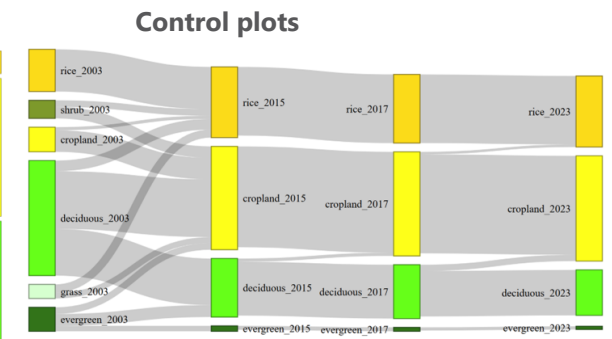 Control plots
rice_2003
shrub_2003
cropland_2003
deciduous_2003
grass_2003
evergreen_2003
rice_2015
cropland_2015
deciduous_2015
evergreen_2015
rice_2017
cropland_2017
deciduous_2017
evergreen_2017
rice_2023
cropland_2023
deciduous_2023
evergreen_2023